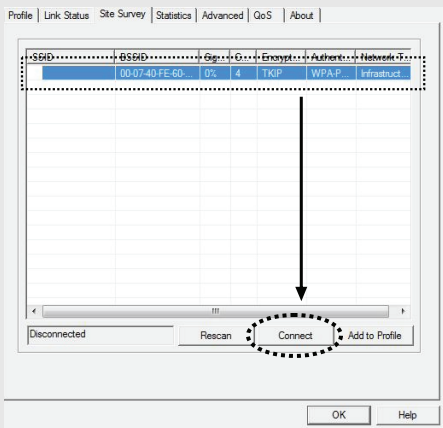 Profile Link Status Site Survey Statistics Advanced QoS About
SSID BSSID Sig... C... Encrypt... Authent... Network T...
00-07-40-FE-60-... 0% 4 TKIP WPA-P... Infrastruct...
Disconnected Rescan Connect Add to Profile
OK Help